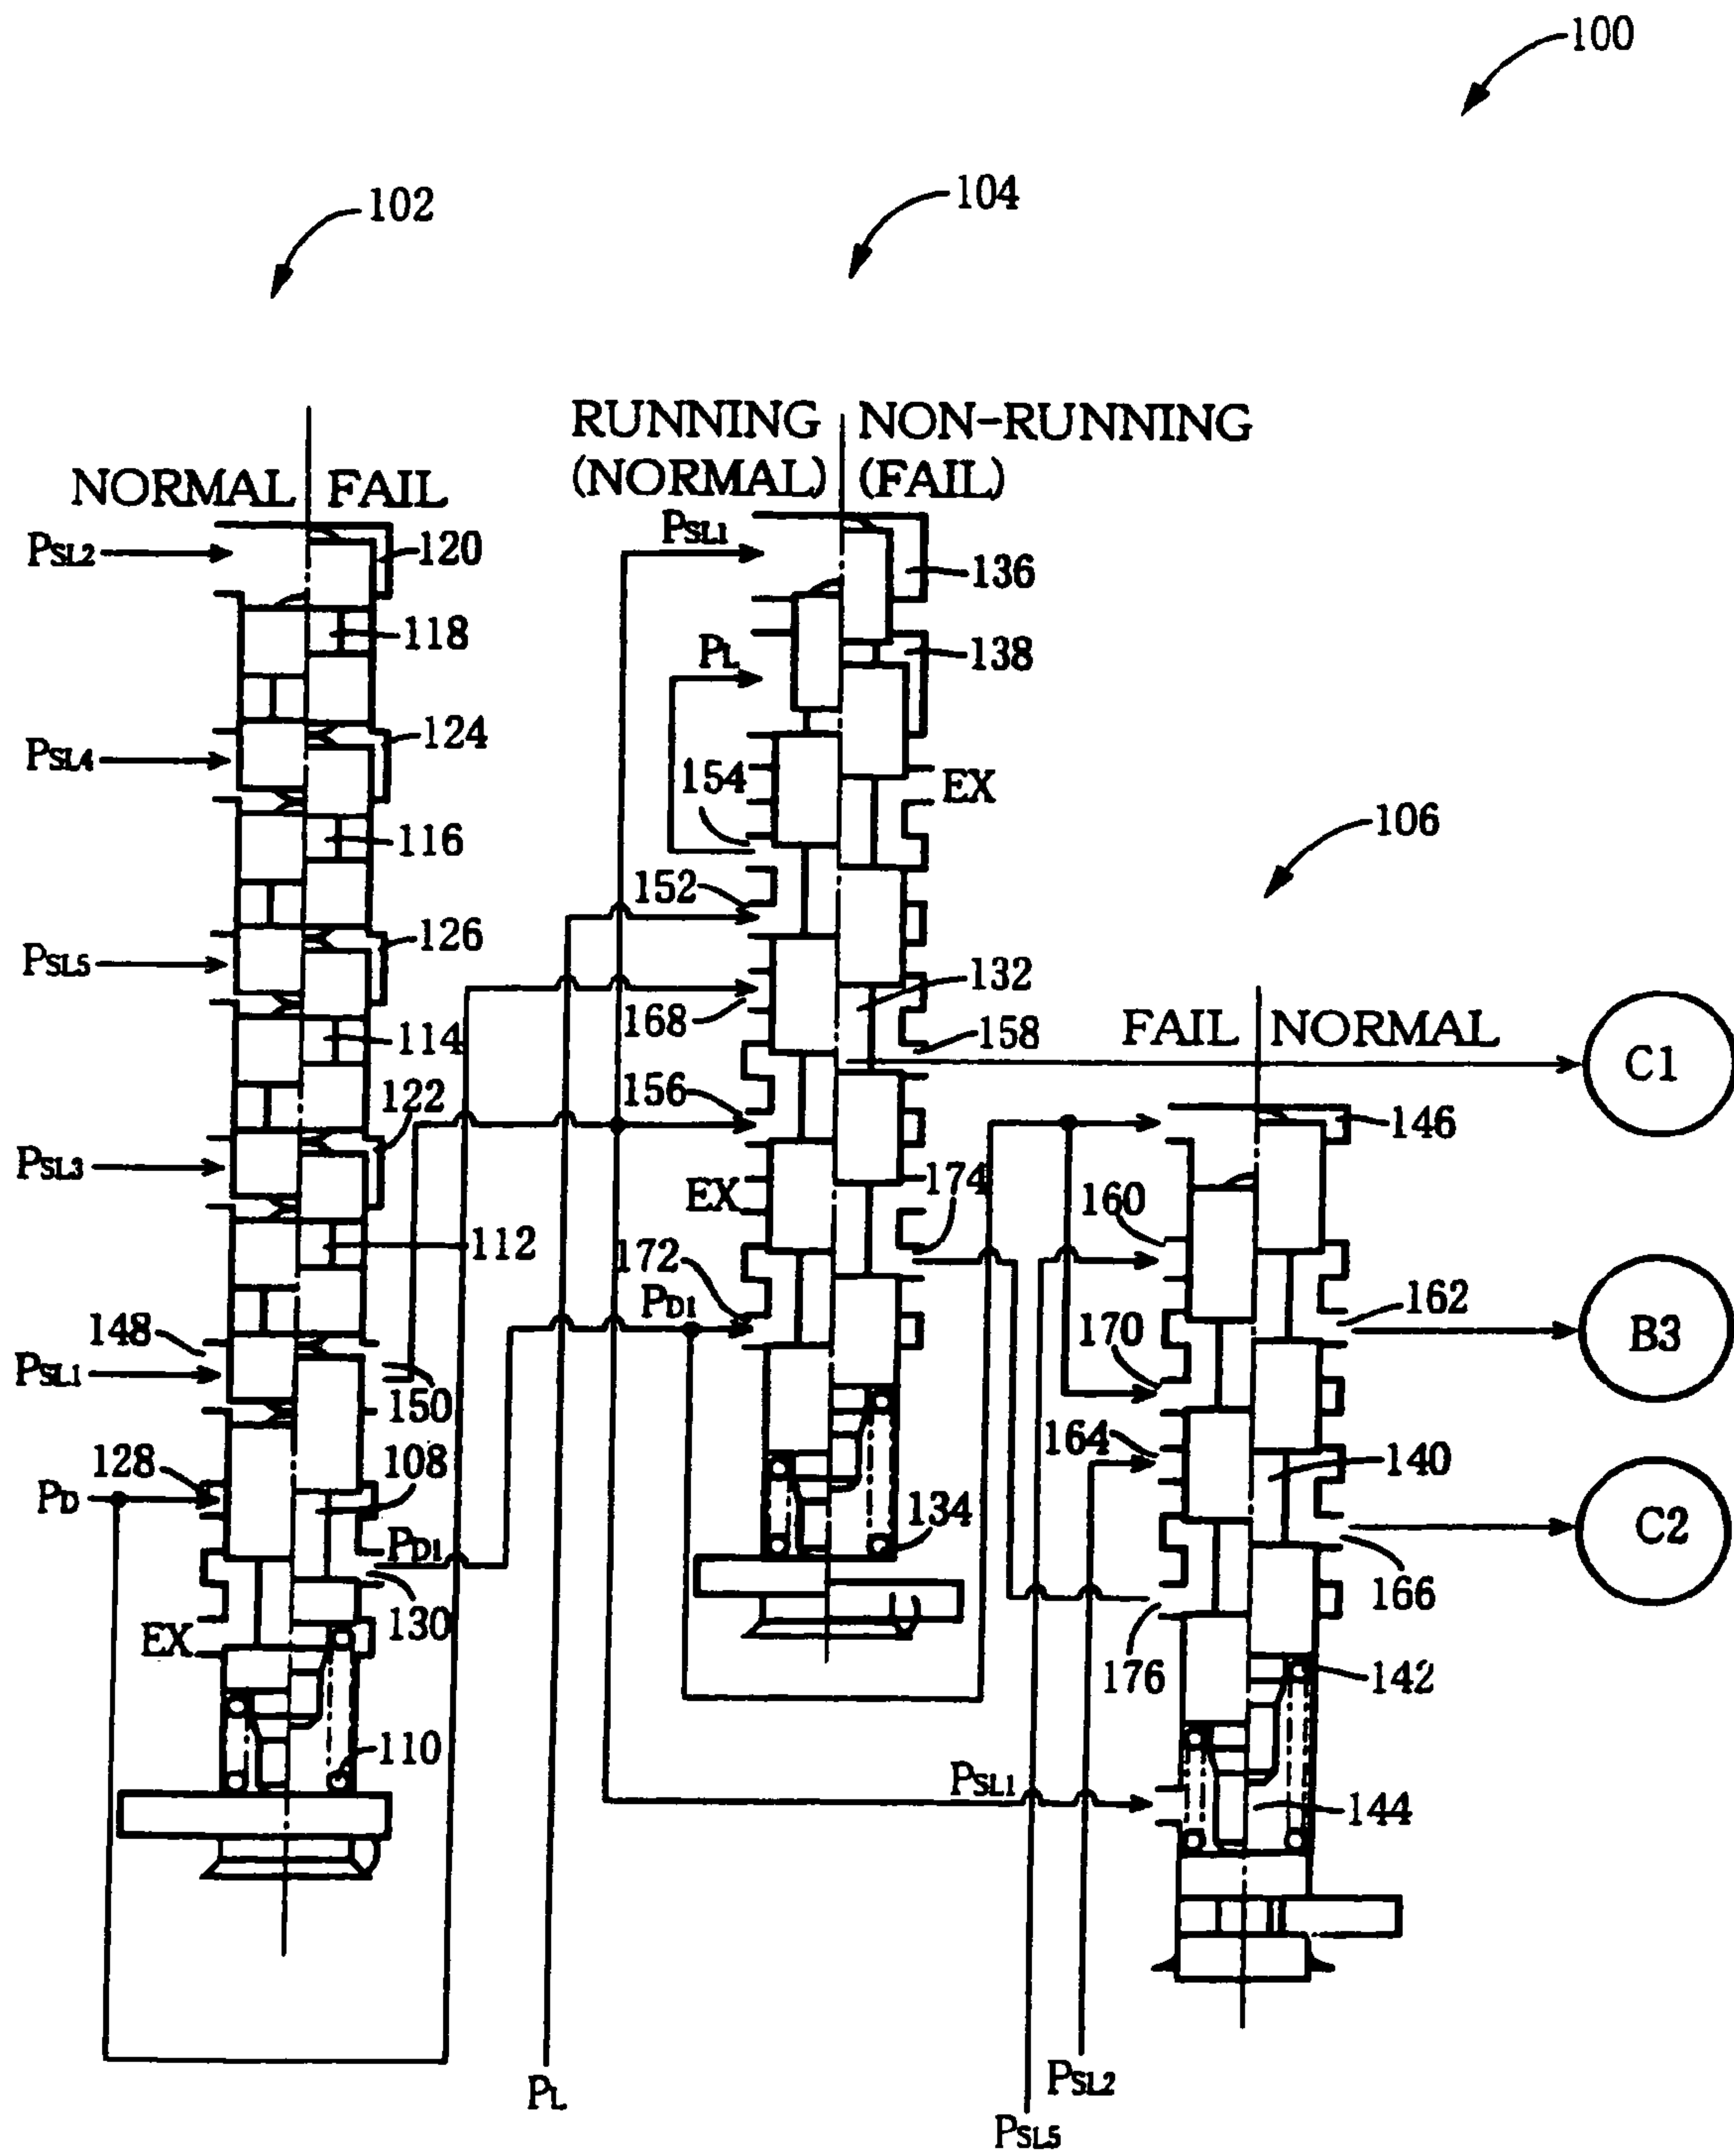 100
102
104
RUNNING NON-RUNNING
(NORMAL) (FAIL)
NORMAL FAIL
PSL1
PSL2
120
136
118
PL
138
PSL4
124
154
EX
116
106
152
PSL5
126
132
168
158
FAIL NORMAL
114
C1
122
156
146
PSL3
EX
174
160
112
172
PD1
148
162
B3
170
PSL1
150
164
108
140
128
PD
PD1
134
C2
130
166
EX
176
142
110
PSL1
144
PL
PSL2
PSL5